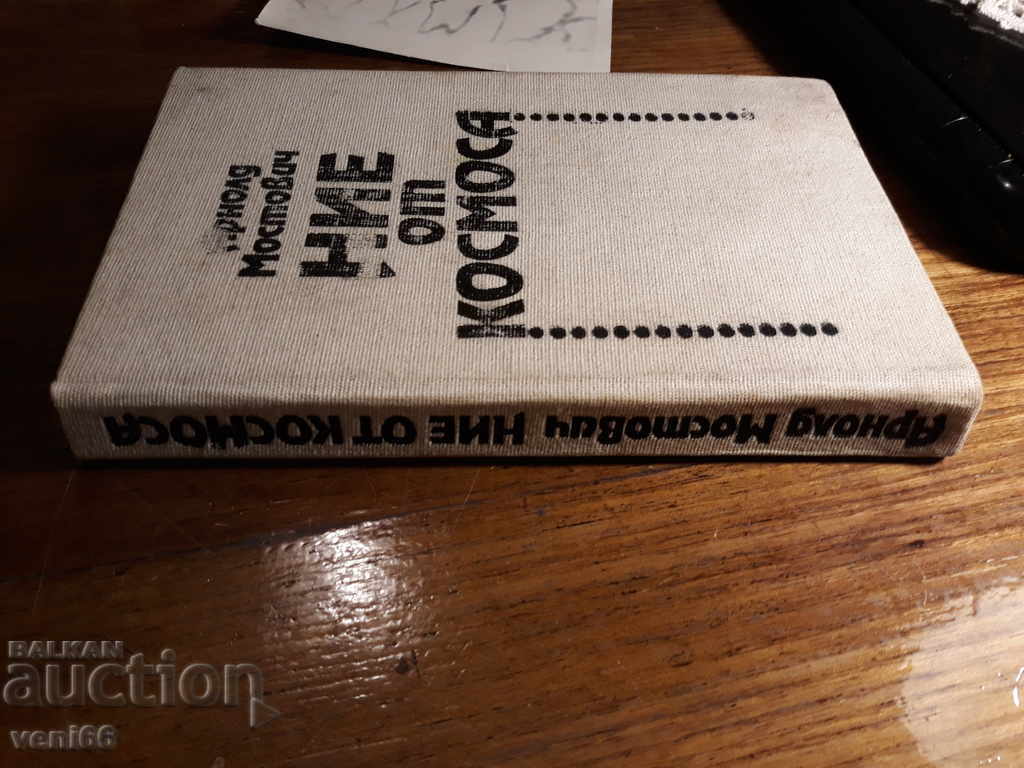 Арнолд
Мостович
НИЕ
от
КОСМОСА
Арнолд Мостович НИЕ ОТ КОСМОСА
BALKAN
auction
veni66